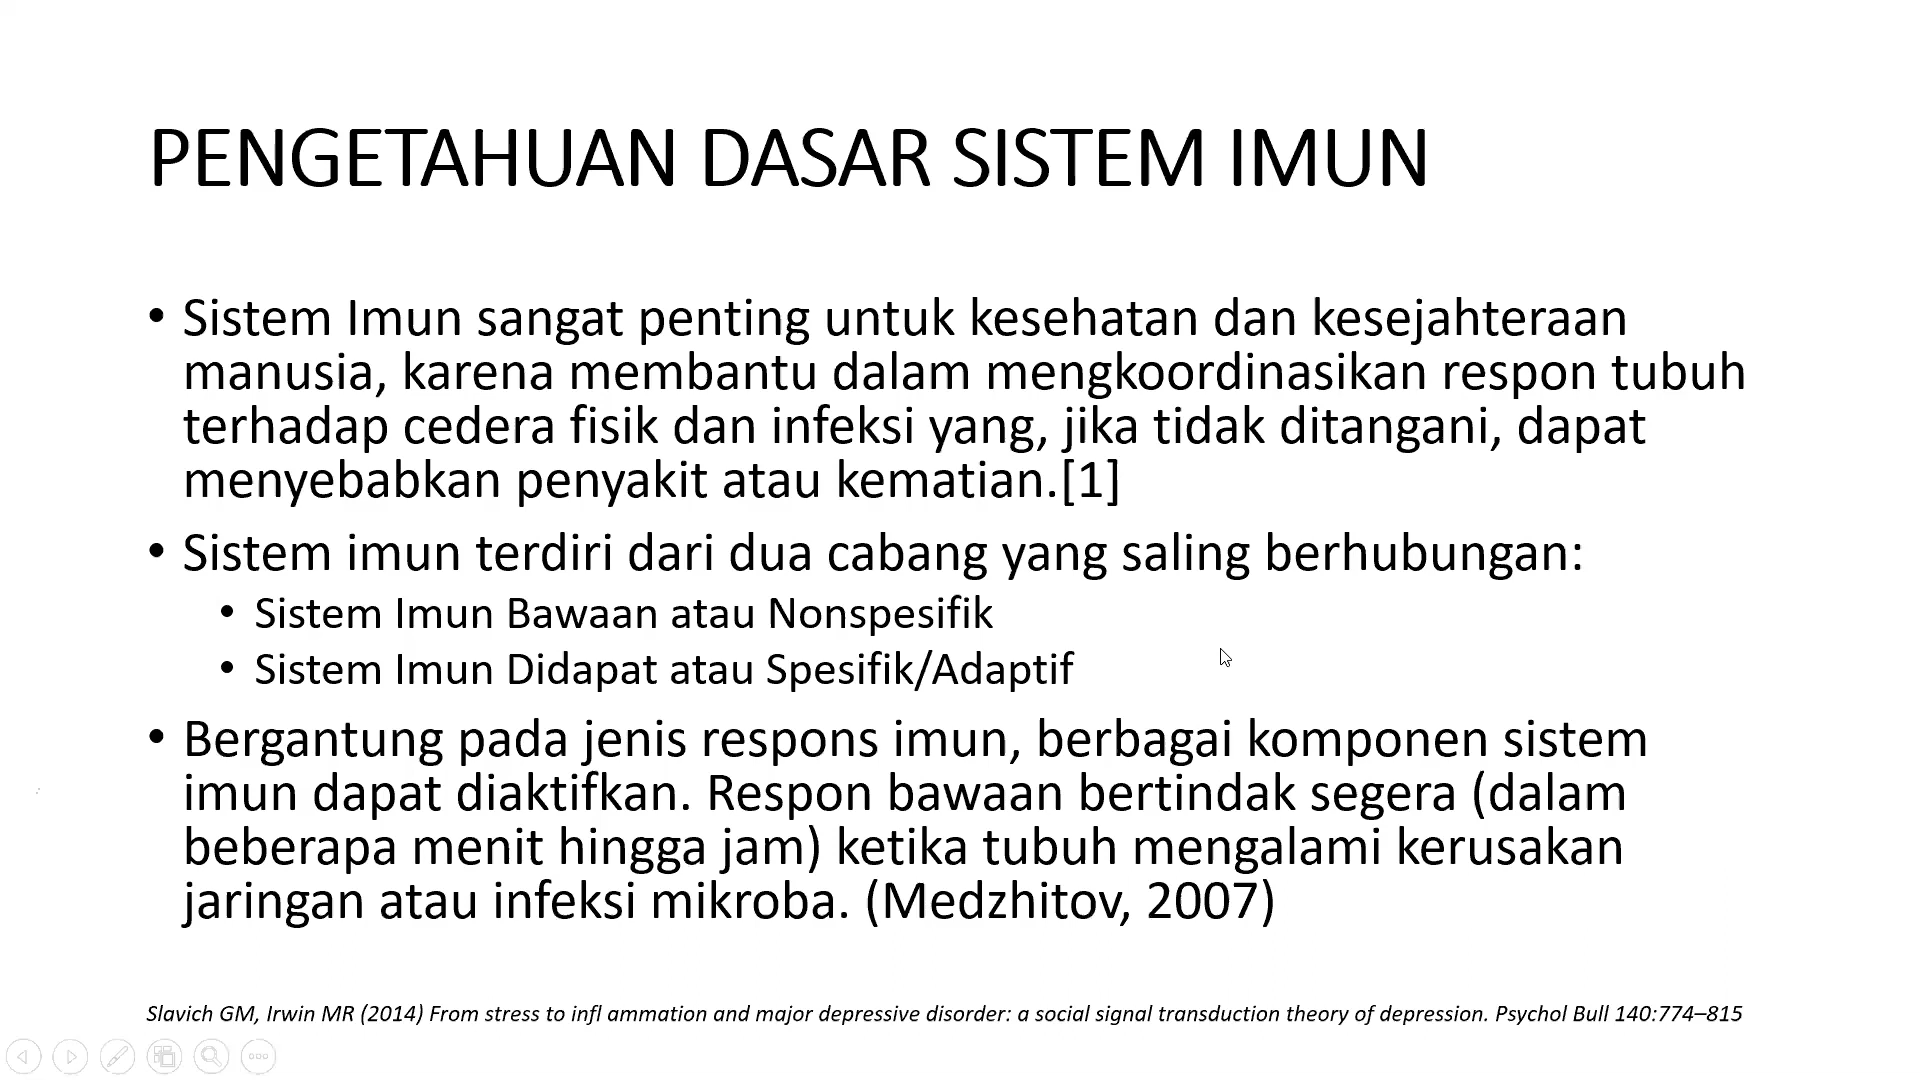 PENGETAHUAN DASAR SISTEM IMUN
• Sistem Imun sangat penting untuk kesehatan dan kesejahteraan
manusia, karena membantu dalam mengkoordinasikan respon tubuh
terhadap cedera fisik dan infeksi yang, jika tidak ditangani, dapat
menyebabkan penyakit atau kematian.[1]
• Sistem imun terdiri dari dua cabang yang saling berhubungan:
• Sistem Imun Bawaan atau Nonspesifik
• Sistem Imun Didapat atau Spesifik/Adaptif
• Bergantung pada jenis respons imun, berbagai komponen sistem
imun dapat diaktifkan. Respon bawaan bertindak segera (dalam
beberapa menit hingga jam) ketika tubuh mengalami kerusakan
jaringan atau infeksi mikroba. (Medzhitov, 2007)
Slavich GM, Irwin MR (2014) From stress to infl ammation and major depressive disorder: a social signal transduction theory of depression. Psychol Bull 140:774–815